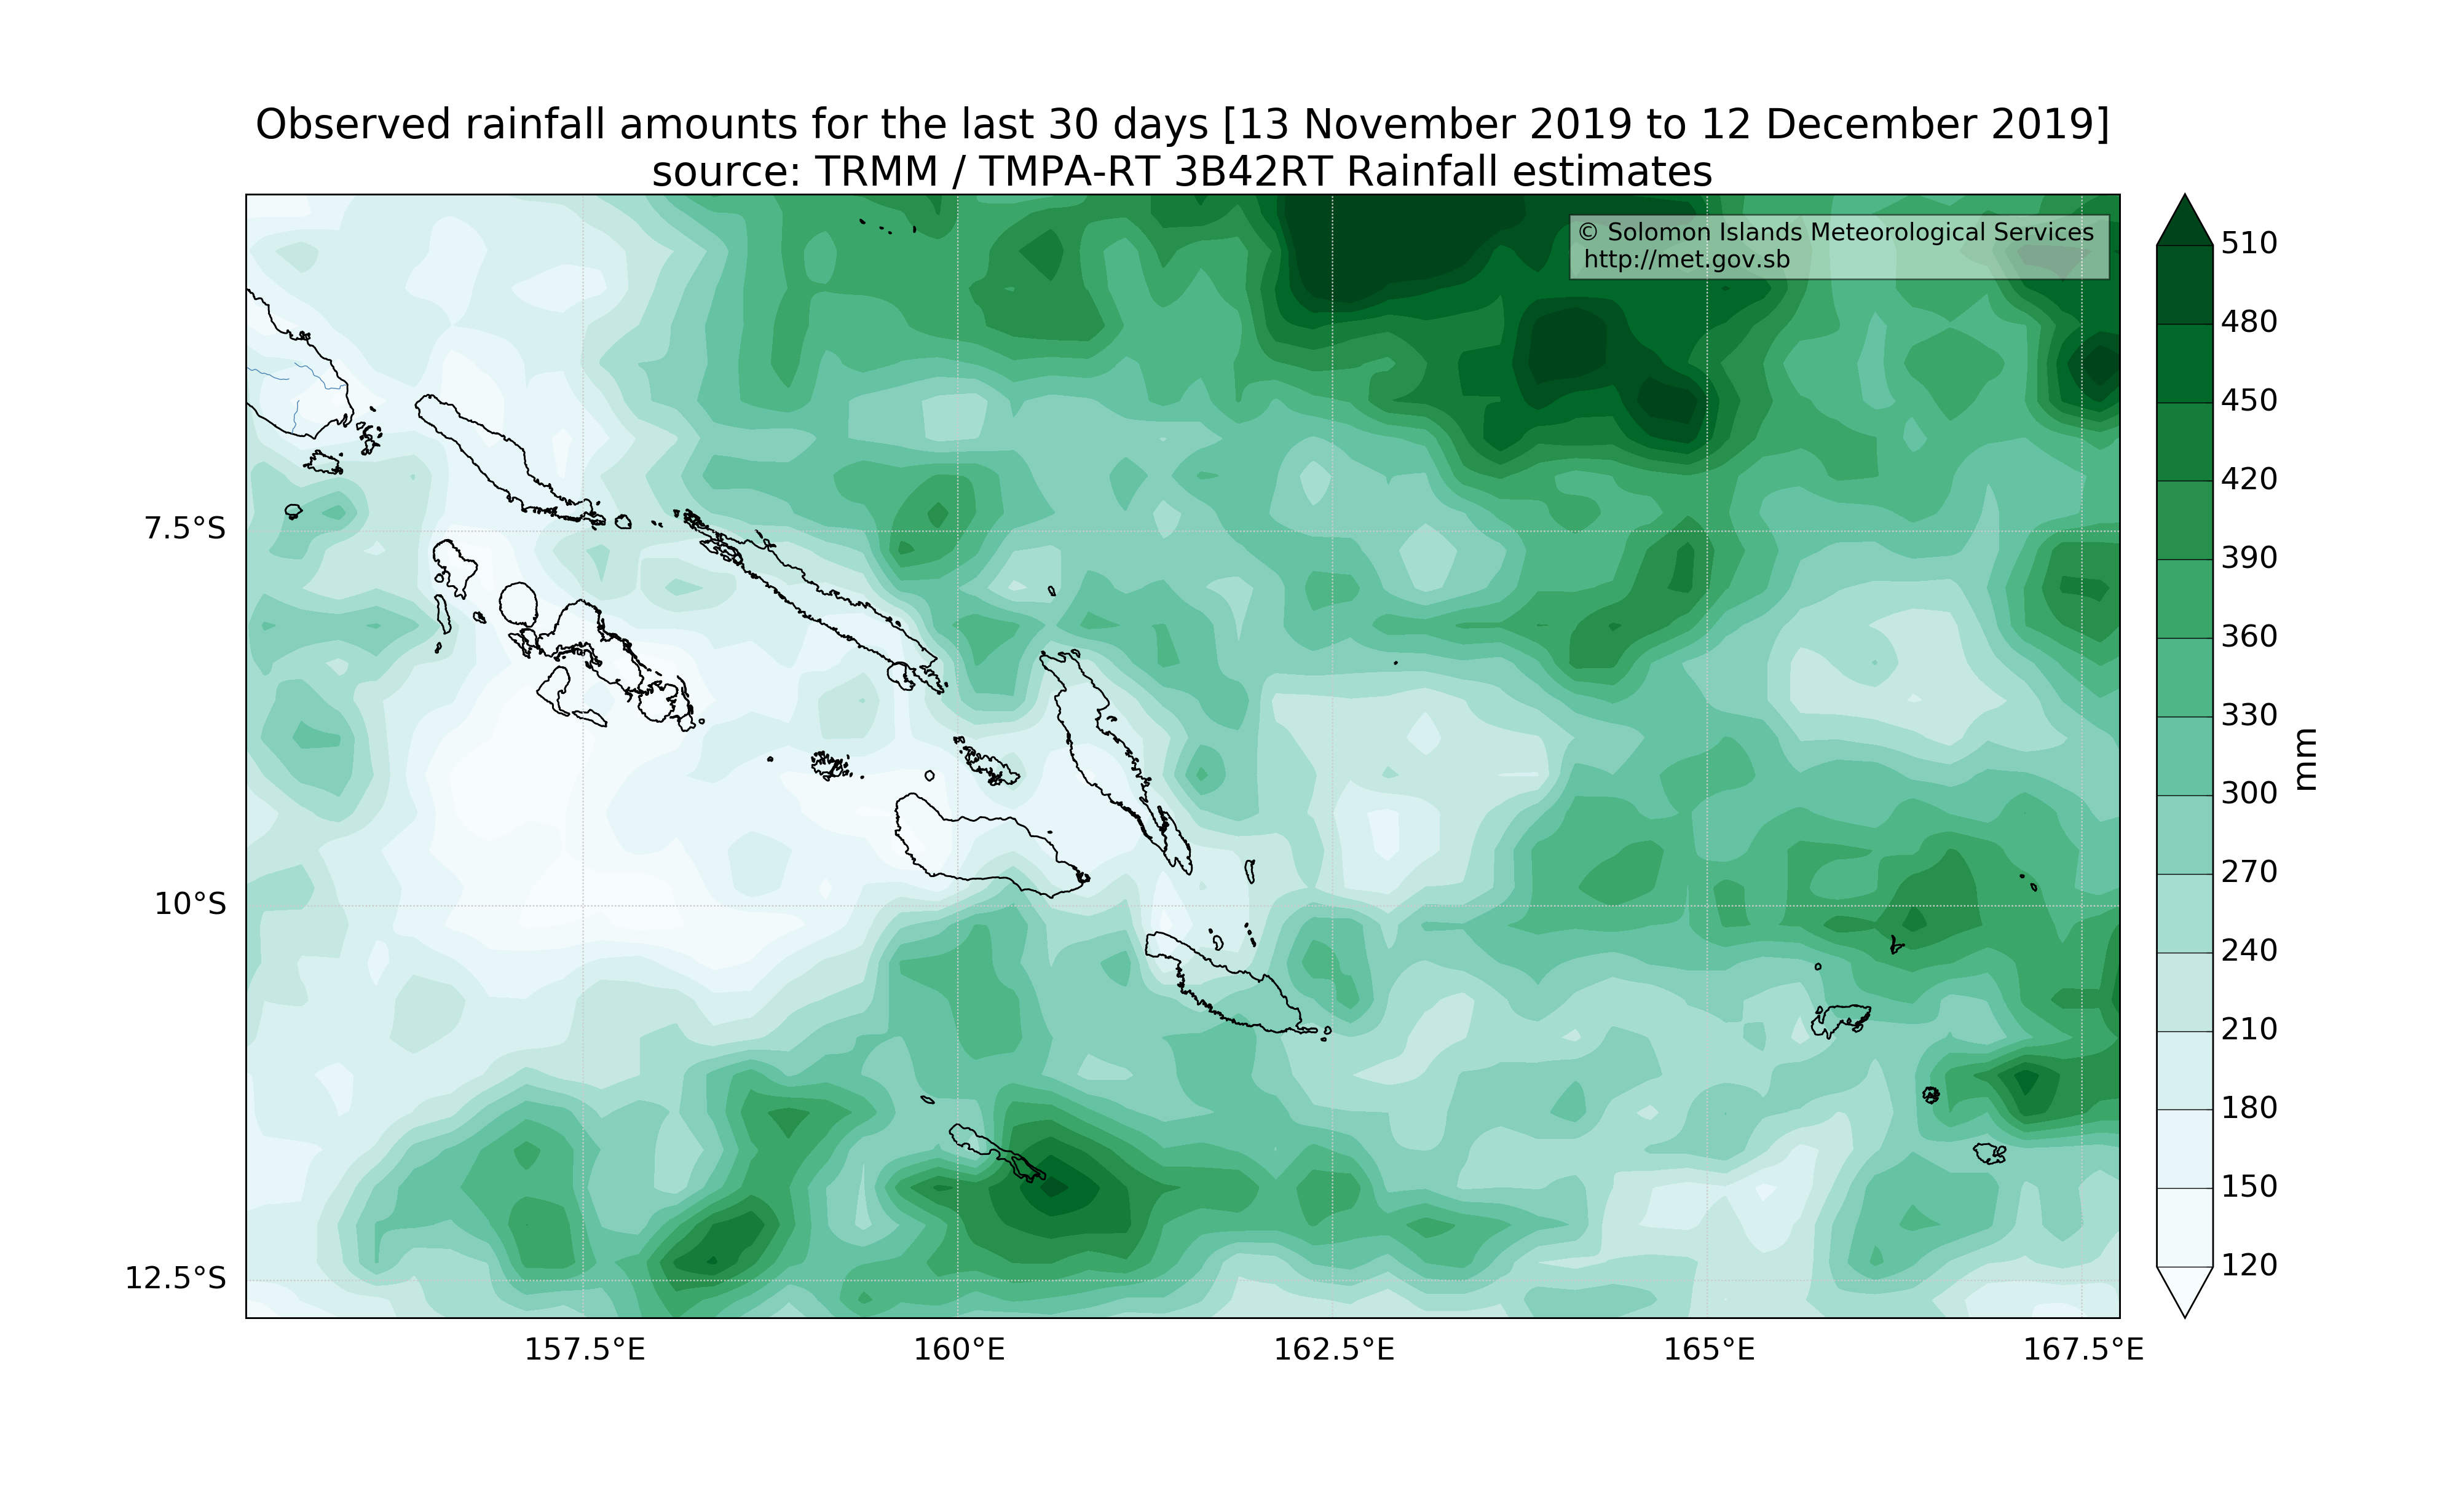 Observed rainfall amounts for the last 30 days [13 November 2019 to 12 December 2019]
source: TRMM / TMPA-RT 3B42RT Rainfall estimates
© Solomon Islands Meteorological Services
http://met.gov.sb
7.5°S
10°S
12.5°S
157.5°E
160°E
162.5°E
165°E
167.5°E
510
480
450
420
390
360
330
300
270
240
210
180
150
120
mm